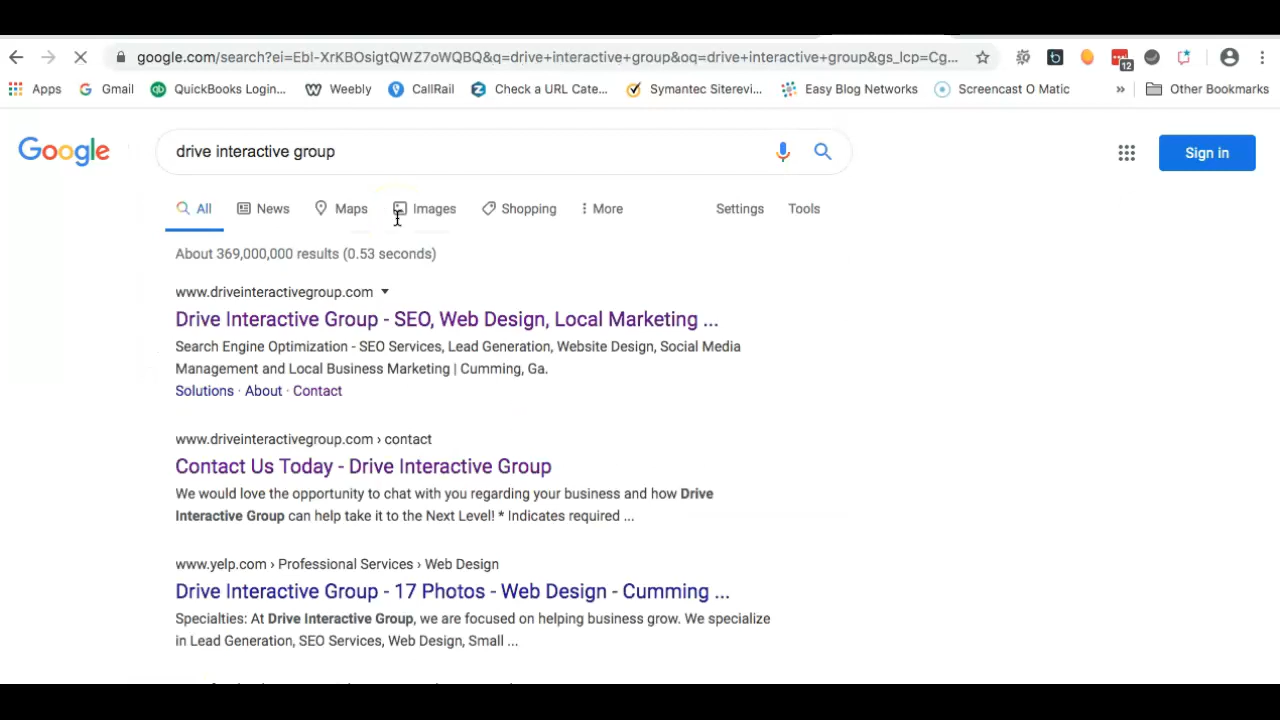 google.com/search?ei=EbI-XrKBOsigtQWZ7oWQBQ&q=drive+interactive+group&oq=drive+interactive+group&gs_lcp=Cg...
12
Apps Gmail QuickBooks Login... Weebly CallRail Check a URL Cate... Symantec Siterevi... Easy Blog Networks Screencast O Matic » Other Bookmarks
Google drive interactive group Sign in
All News Maps Images Shopping More Settings Tools
About 369,000,000 results (0.53 seconds)
www.driveinteractivegroup.com
Drive Interactive Group - SEO, Web Design, Local Marketing ...
Search Engine Optimization - SEO Services, Lead Generation, Website Design, Social Media
Management and Local Business Marketing | Cumming, Ga.
Solutions · About · Contact
www.driveinteractivegroup.com › contact
Contact Us Today - Drive Interactive Group
We would love the opportunity to chat with you regarding your business and how Drive
Interactive Group can help take it to the Next Level! * Indicates required ...
www.yelp.com › Professional Services › Web Design
Drive Interactive Group - 17 Photos - Web Design - Cumming ...
Specialties: At Drive Interactive Group, we are focused on helping business grow. We specialize
in Lead Generation, SEO Services, Web Design, Small ...